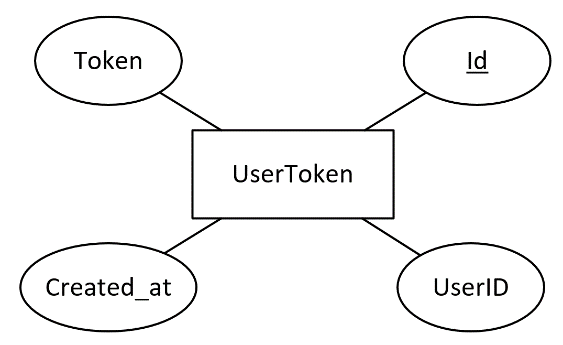 Token
Id
UserToken
Created_at
UserID